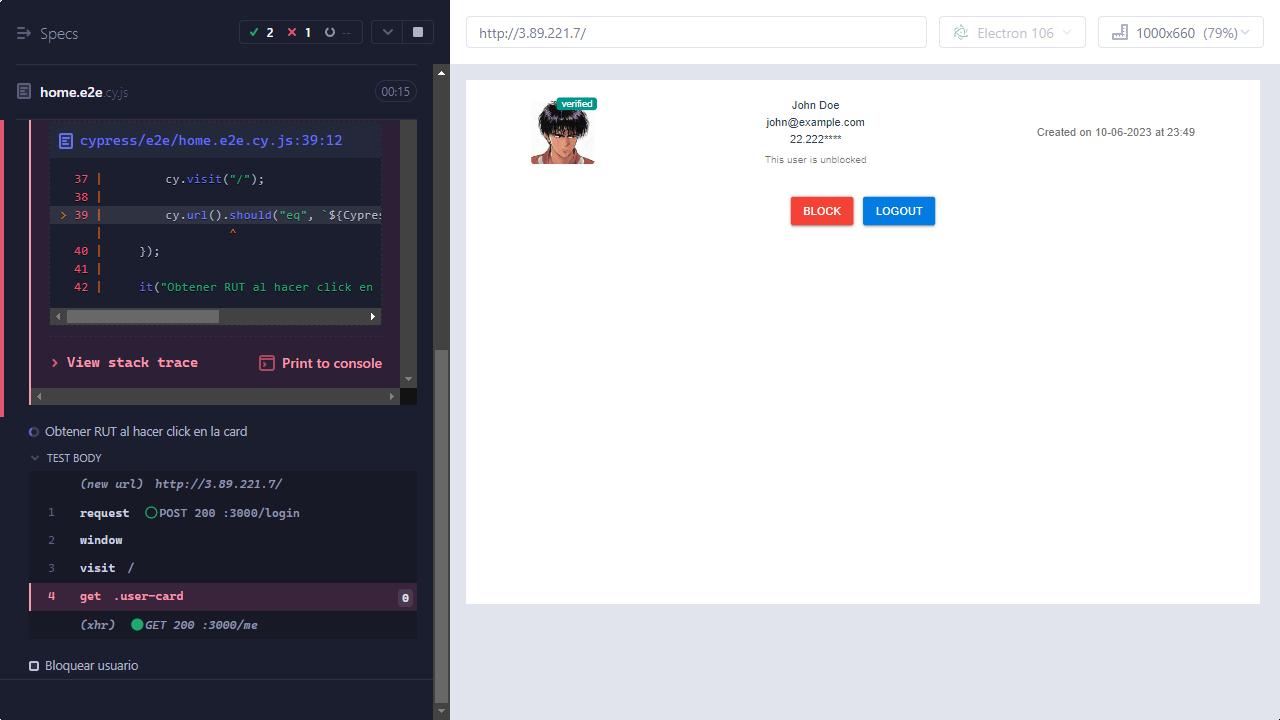 Specs
2
1
--
http://3.89.221.7/
Electron 106
1000x660 (79%)
home.e2e.cy.js
00:15
cypress/e2e/home.e2e.cy.js:39:12
37 | cy.visit("/");
38 |
> 39 | cy.url().should("eq", `${Cypres
| ^
40 | });
41 |
42 | it("Obtener RUT al hacer click en
View stack trace
Print to console
Obtener RUT al hacer click en la card
TEST BODY
(new url) http://3.89.221.7/
1 request POST 200 :3000/login
2 window
3 visit /
4 get .user-card 0
(xhr) GET 200 :3000/me
Bloquear usuario
verified
John Doe
john@example.com
22.222****
This user is unblocked
Created on 10-06-2023 at 23:49
BLOCK
LOGOUT